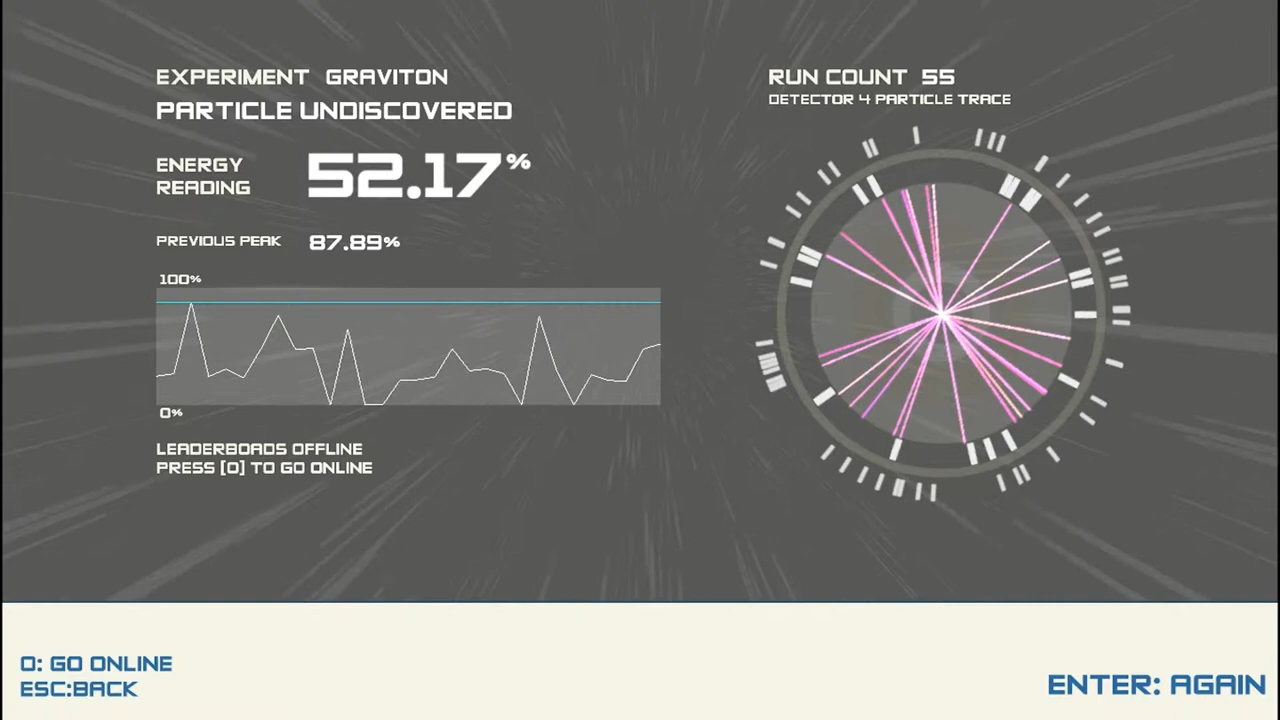 EXPERIMENT GRAVITON
PARTICLE UNDISCOVERED
ENERGY
READING
52.17%
PREVIOUS PEAK 87.89%
100%
0%
LEADERBOADS OFFLINE
PRESS [O] TO GO ONLINE
RUN COUNT 55
DETECTOR 4 PARTICLE TRACE
O: GO ONLINE
ESC:BACK
ENTER: AGAIN